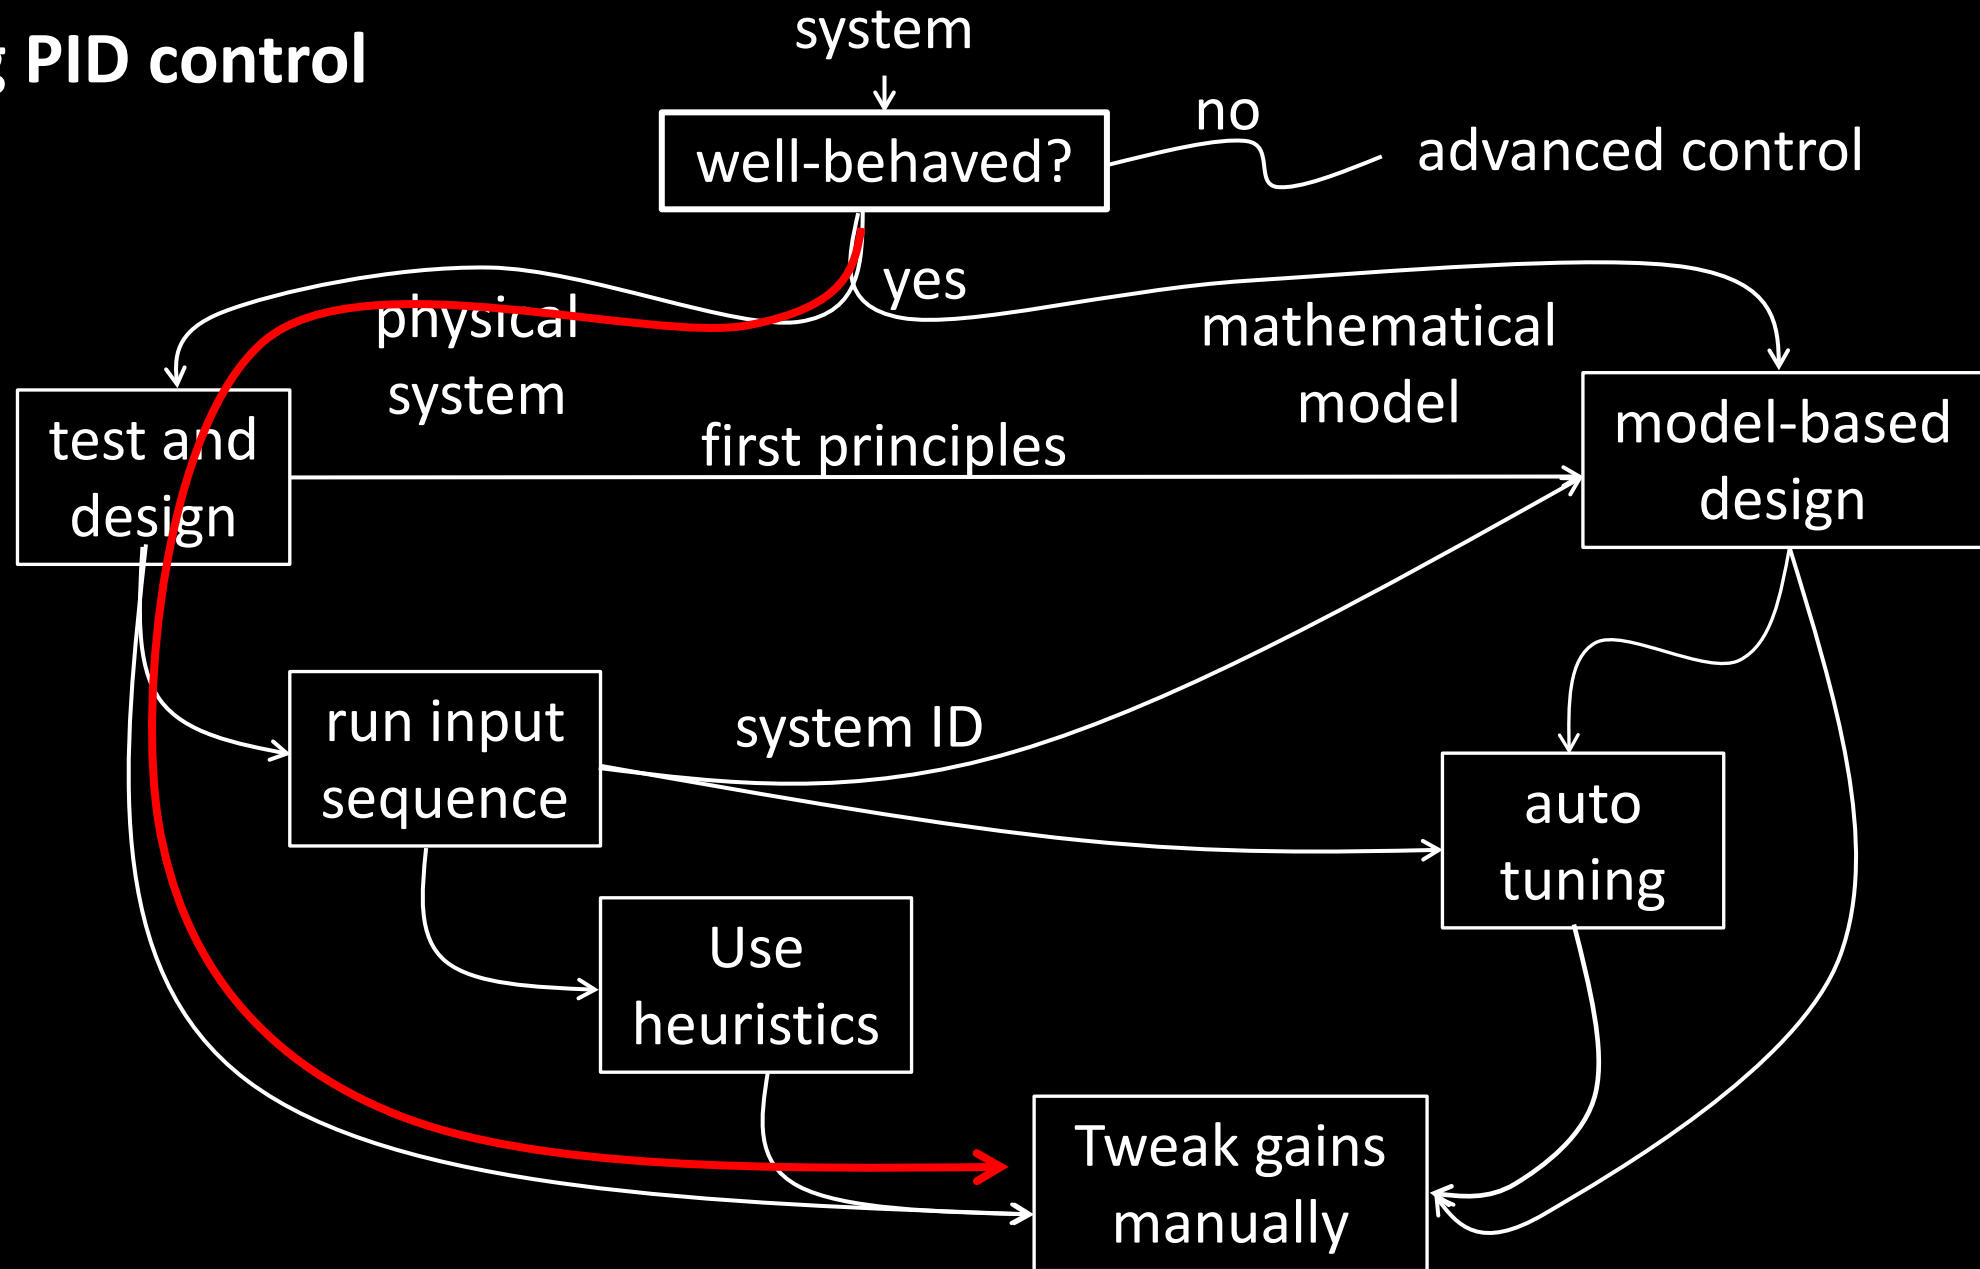 PID control
system
well-behaved?
no
advanced control
yes
physical
system
mathematical
model
test and
design
first principles
model-based
design
run input
sequence
system ID
auto
tuning
Use
heuristics
Tweak gains
manually